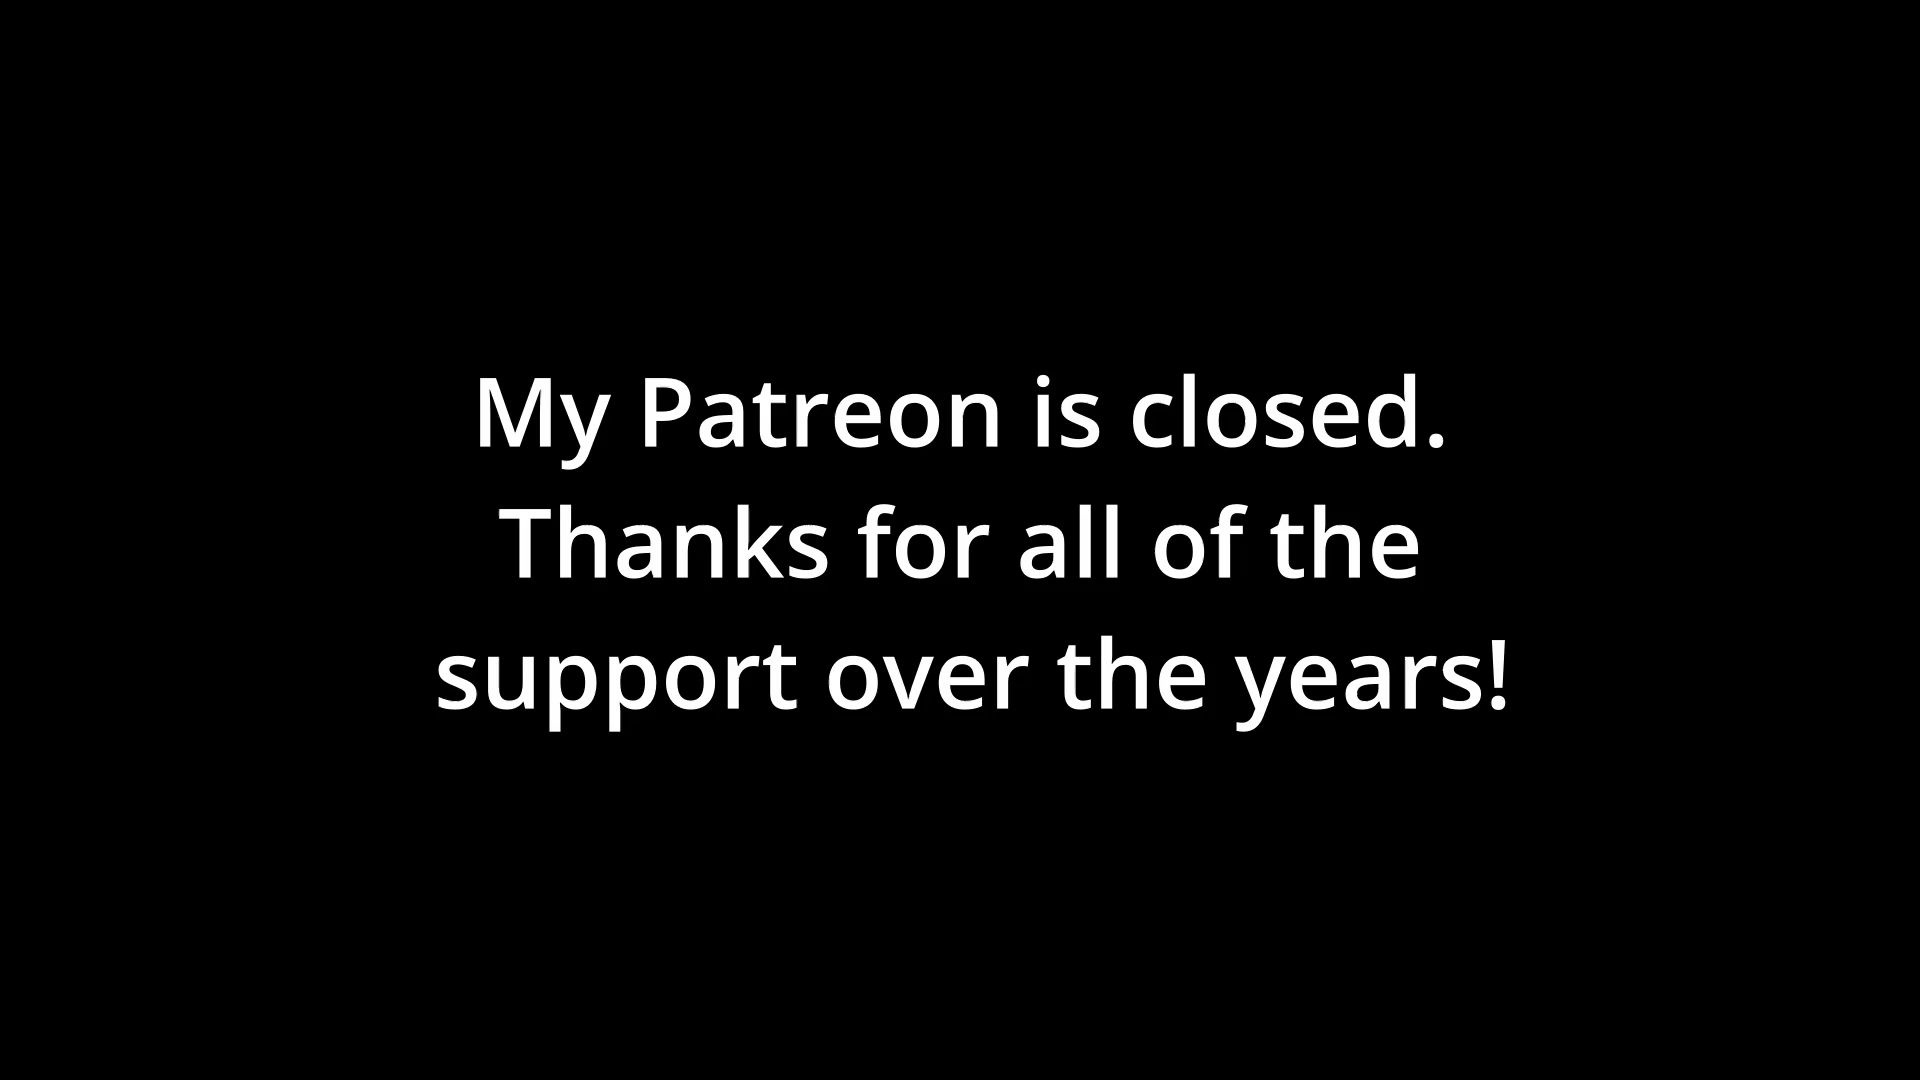 My Patreon is closed.
Thanks for all of the
support over the years!